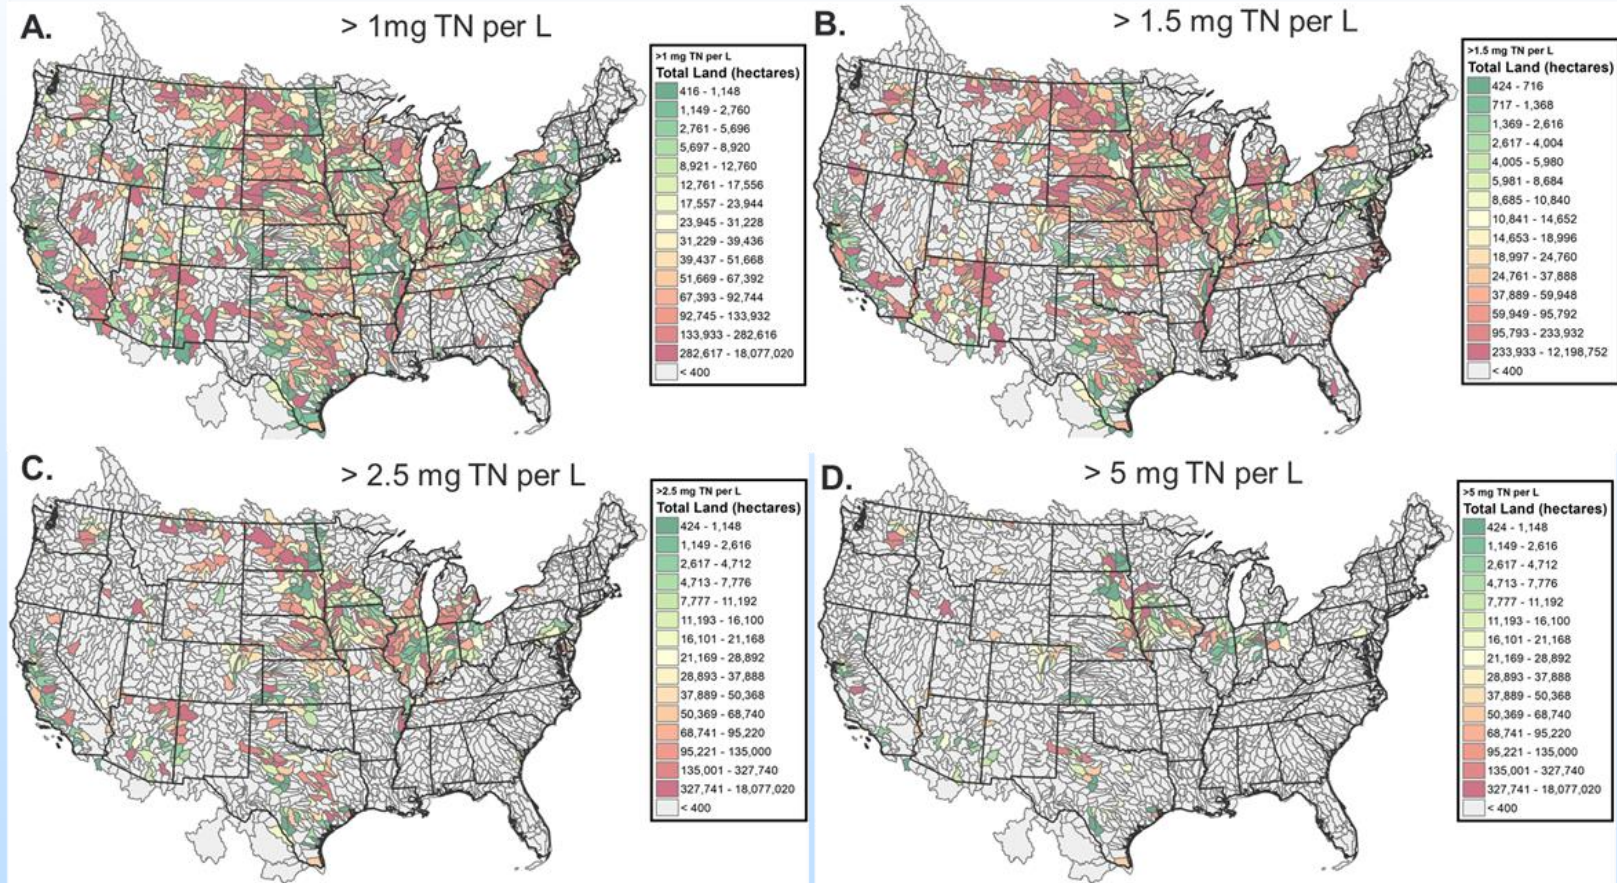 A.
> 1mg TN per L
>1 mg TN per L
Total Land (hectares)
416 - 1,148
1,149 - 2,760
2,761 - 5,696
5,697 - 8,920
8,921 - 12,760
12,761 - 17,556
17,557 - 23,944
23,945 - 31,228
31,229 - 39,436
39,437 - 51,668
51,669 - 67,392
67,393 - 92,744
92,745 - 133,932
133,933 - 282,616
282,617 - 18,077,020
< 400
B.
> 1.5 mg TN per L
>1.5 mg TN per L
Total Land (hectares)
424 - 716
717 - 1,368
1,369 - 2,616
2,617 - 4,004
4,005 - 5,980
5,981 - 8,684
8,685 - 10,840
10,841 - 14,652
14,653 - 18,996
18,997 - 24,760
24,761 - 37,888
37,889 - 59,948
59,949 - 95,792
95,793 - 233,932
233,933 - 12,198,752
< 400
C.
> 2.5 mg TN per L
>2.5 mg TN per L
Total Land (hectares)
424 - 1,148
1,149 - 2,616
2,617 - 4,712
4,713 - 7,776
7,777 - 11,192
11,193 - 16,100
16,101 - 21,168
21,169 - 28,892
28,893 - 37,888
37,889 - 50,368
50,369 - 68,740
68,741 - 95,220
95,221 - 135,000
135,001 - 327,740
327,741 - 18,077,020
< 400
D.
> 5 mg TN per L
>5 mg TN per L
Total Land (hectares)
424 - 1,148
1,149 - 2,616
2,617 - 4,712
4,713 - 7,776
7,777 - 11,192
11,193 - 16,100
16,101 - 21,168
21,169 - 28,892
28,893 - 37,888
37,889 - 50,368
50,369 - 68,740
68,741 - 95,220
95,221 - 135,000
135,001 - 327,740
327,741 - 18,077,020
< 400